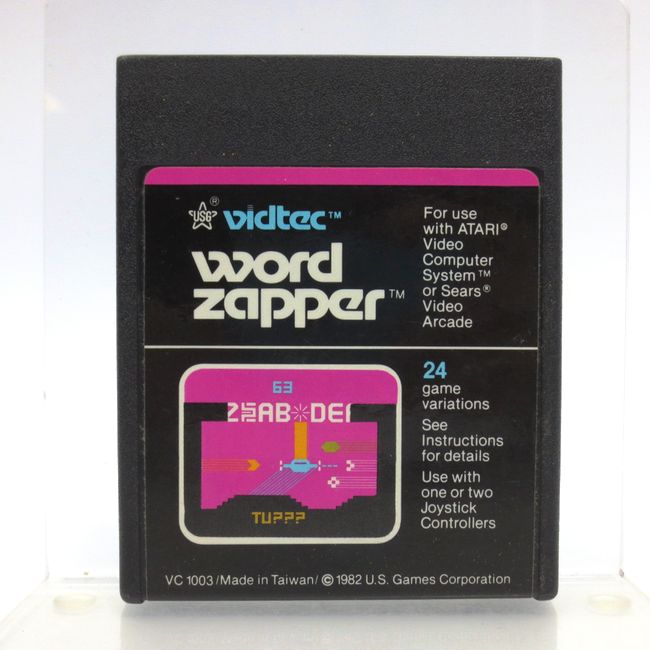 USG® vidtec™
word
zapper™
For use
with ATARI®
Video
Computer
System™
or Sears®
Video
Arcade
63
AB DE
TU???
24
game
variations
See
Instructions
for details
Use with
one or two
Joystick
Controllers
VC 1003/Made in Taiwan/ © 1982 U.S. Games Corporation